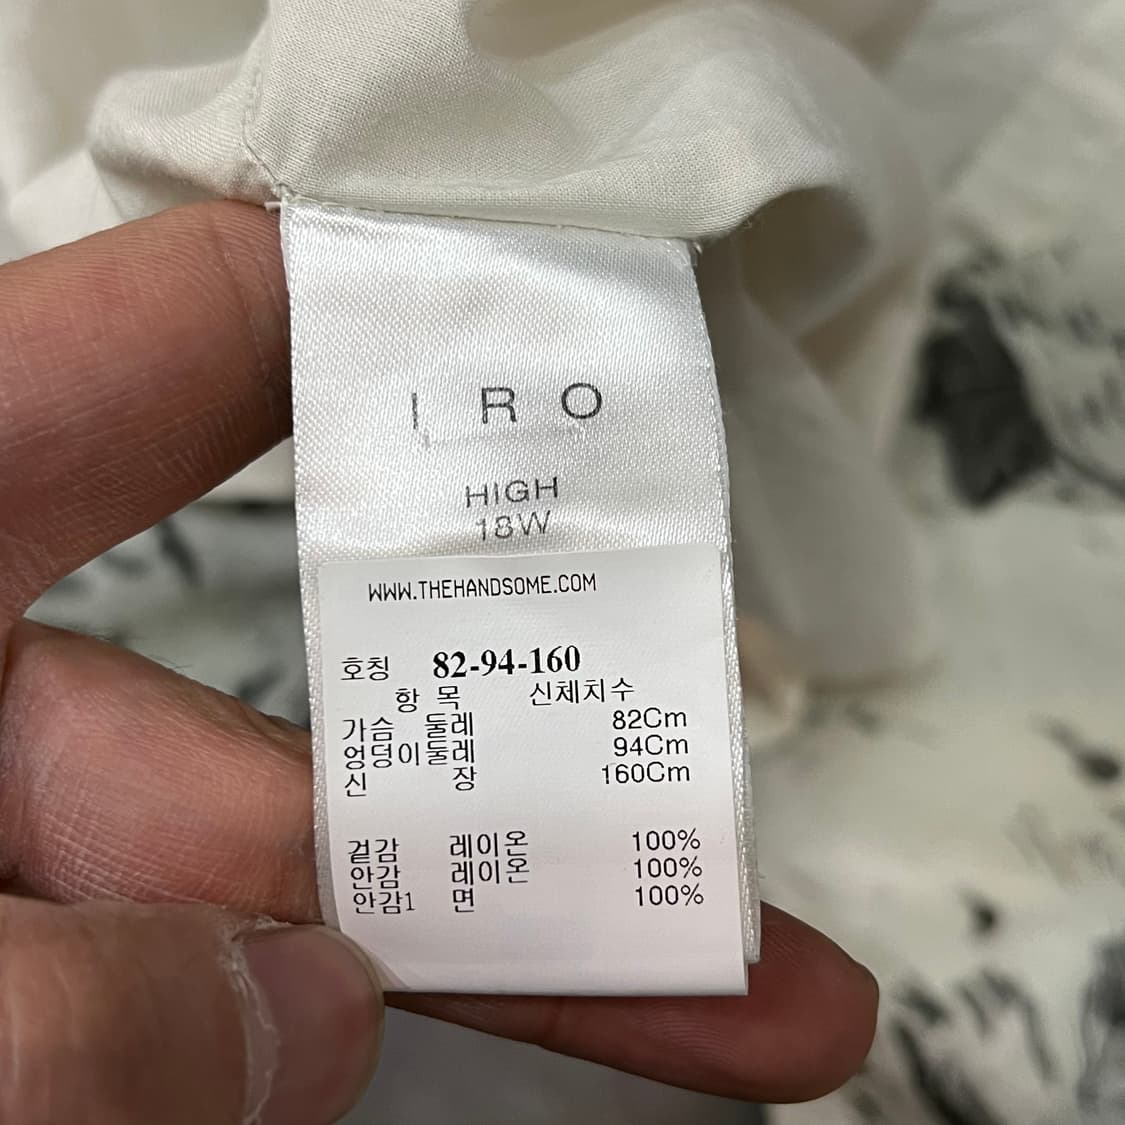 I R O
HIGH
18W
WWW.THEHANDSOME.COM
호칭 82-94-160
항 목 신체치수
가슴 둘레 82Cm
엉덩이둘레 94Cm
신 장 160Cm
겉감 레이온 100%
안감 레이온 100%
안감1 면 100%